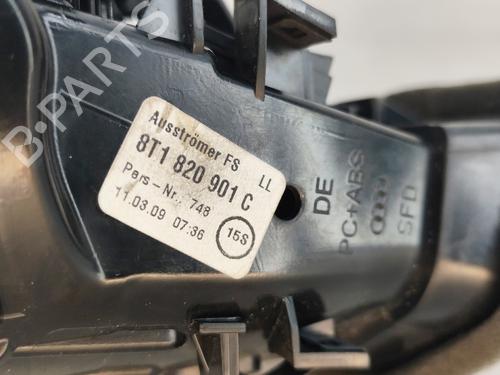 B-PARTS
Ausströmer FS LL
8T1 820 901 C
Pers-Nr.: 748
11.03.09 07:36 15S
DE
PC+ABS
SFD